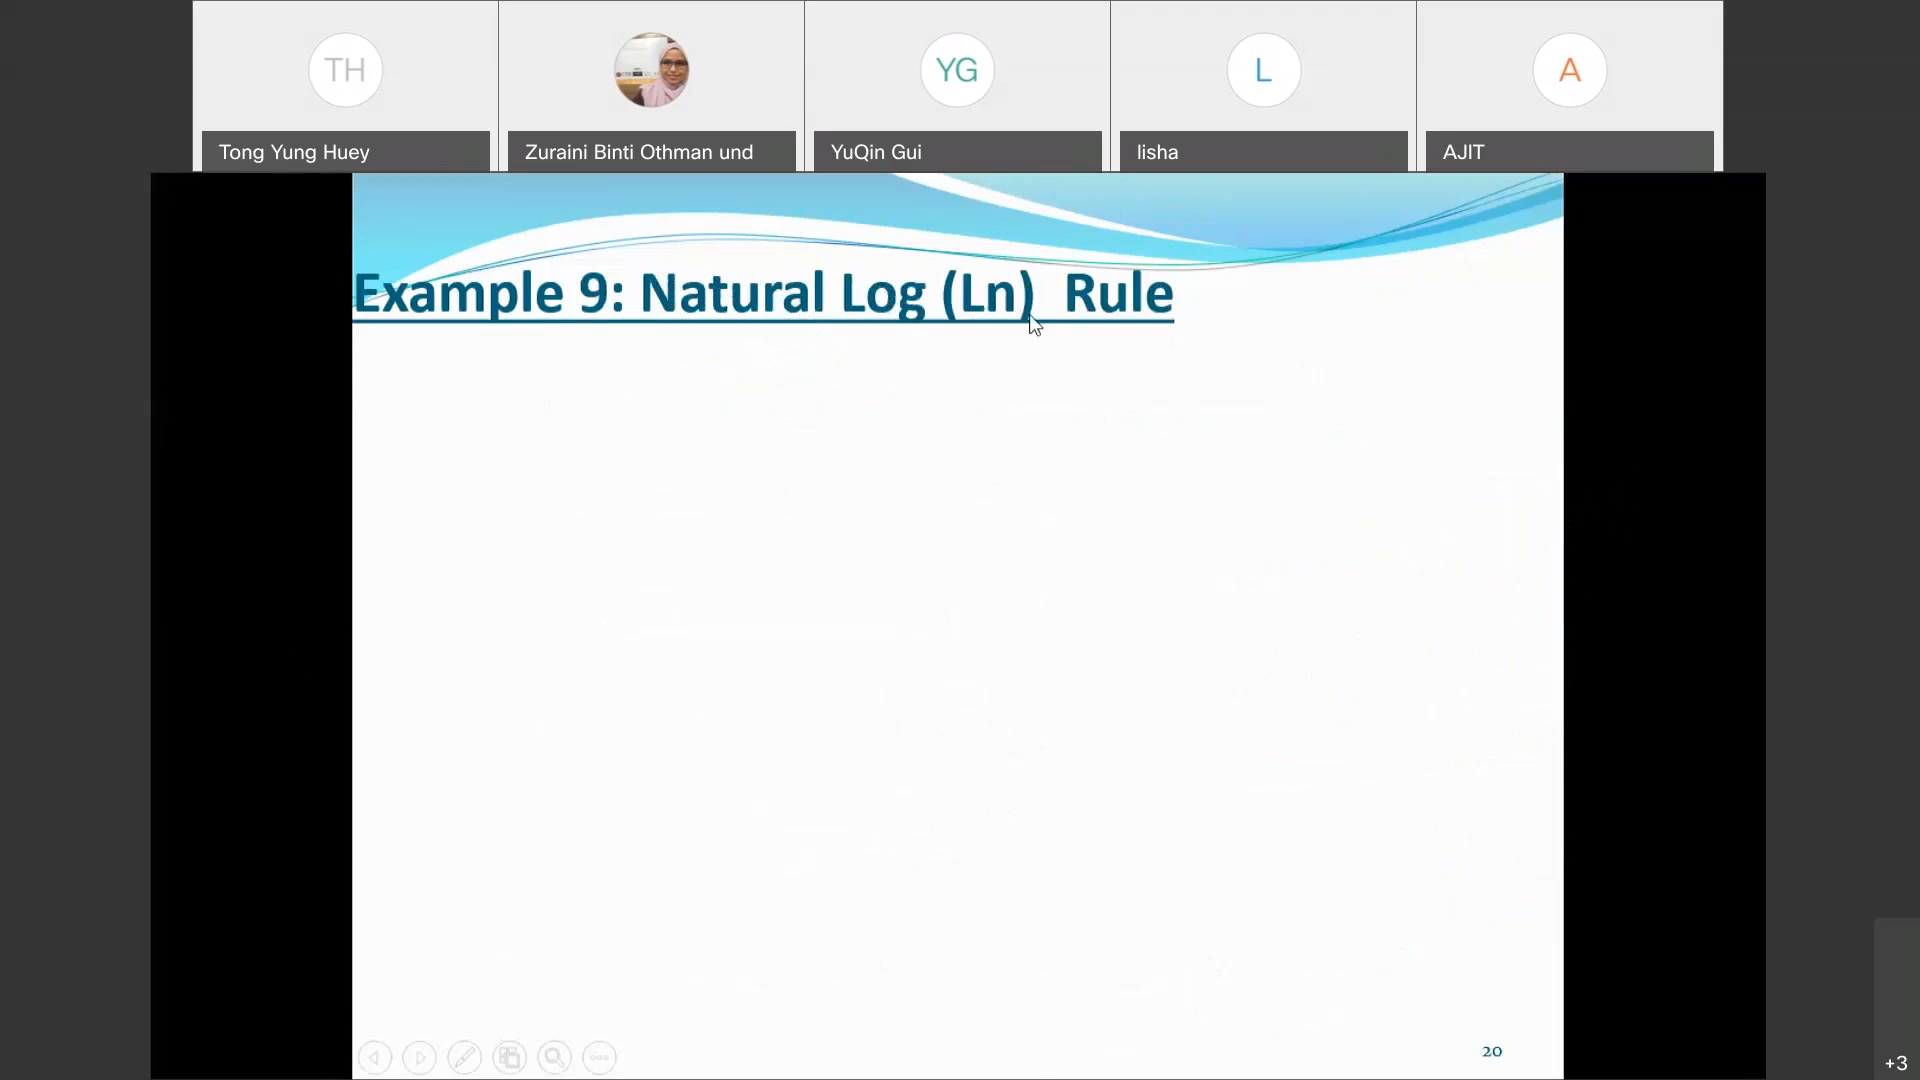 TH
YG
L
A
Tong Yung Huey
Zuraini Binti Othman und
YuQin Gui
lisha
AJIT
Example 9: Natural Log (Ln)  Rule
20
+3